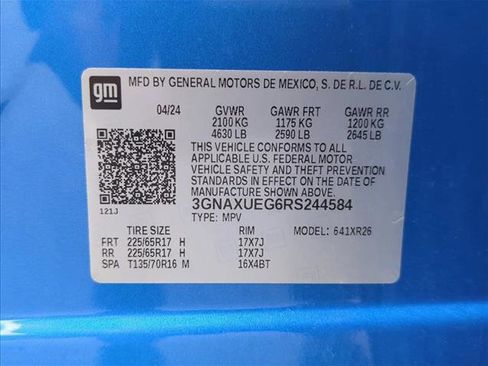 gm
MFD BY GENERAL MOTORS DE MEXICO, S. DE R.L. DE C.V.
04/24 GVWR GAWR FRT GAWR RR
2100 KG 1175 KG 1200 KG
4630 LB 2590 LB 2645 LB
THIS VEHICLE CONFORMS TO ALL
APPLICABLE U.S. FEDERAL MOTOR
VEHICLE SAFETY AND THEFT PREVENTION
STANDARDS IN EFFECT ON THE DATE OF
MANUFACTURE SHOWN ABOVE.
3GNAXUEG6RS244584
121J TYPE: MPV
TIRE SIZE RIM MODEL: 641XR26
FRT 225/65R17 H 17X7J
RR 225/65R17 H 17X7J
SPA T135/70R16 M 16X4BT